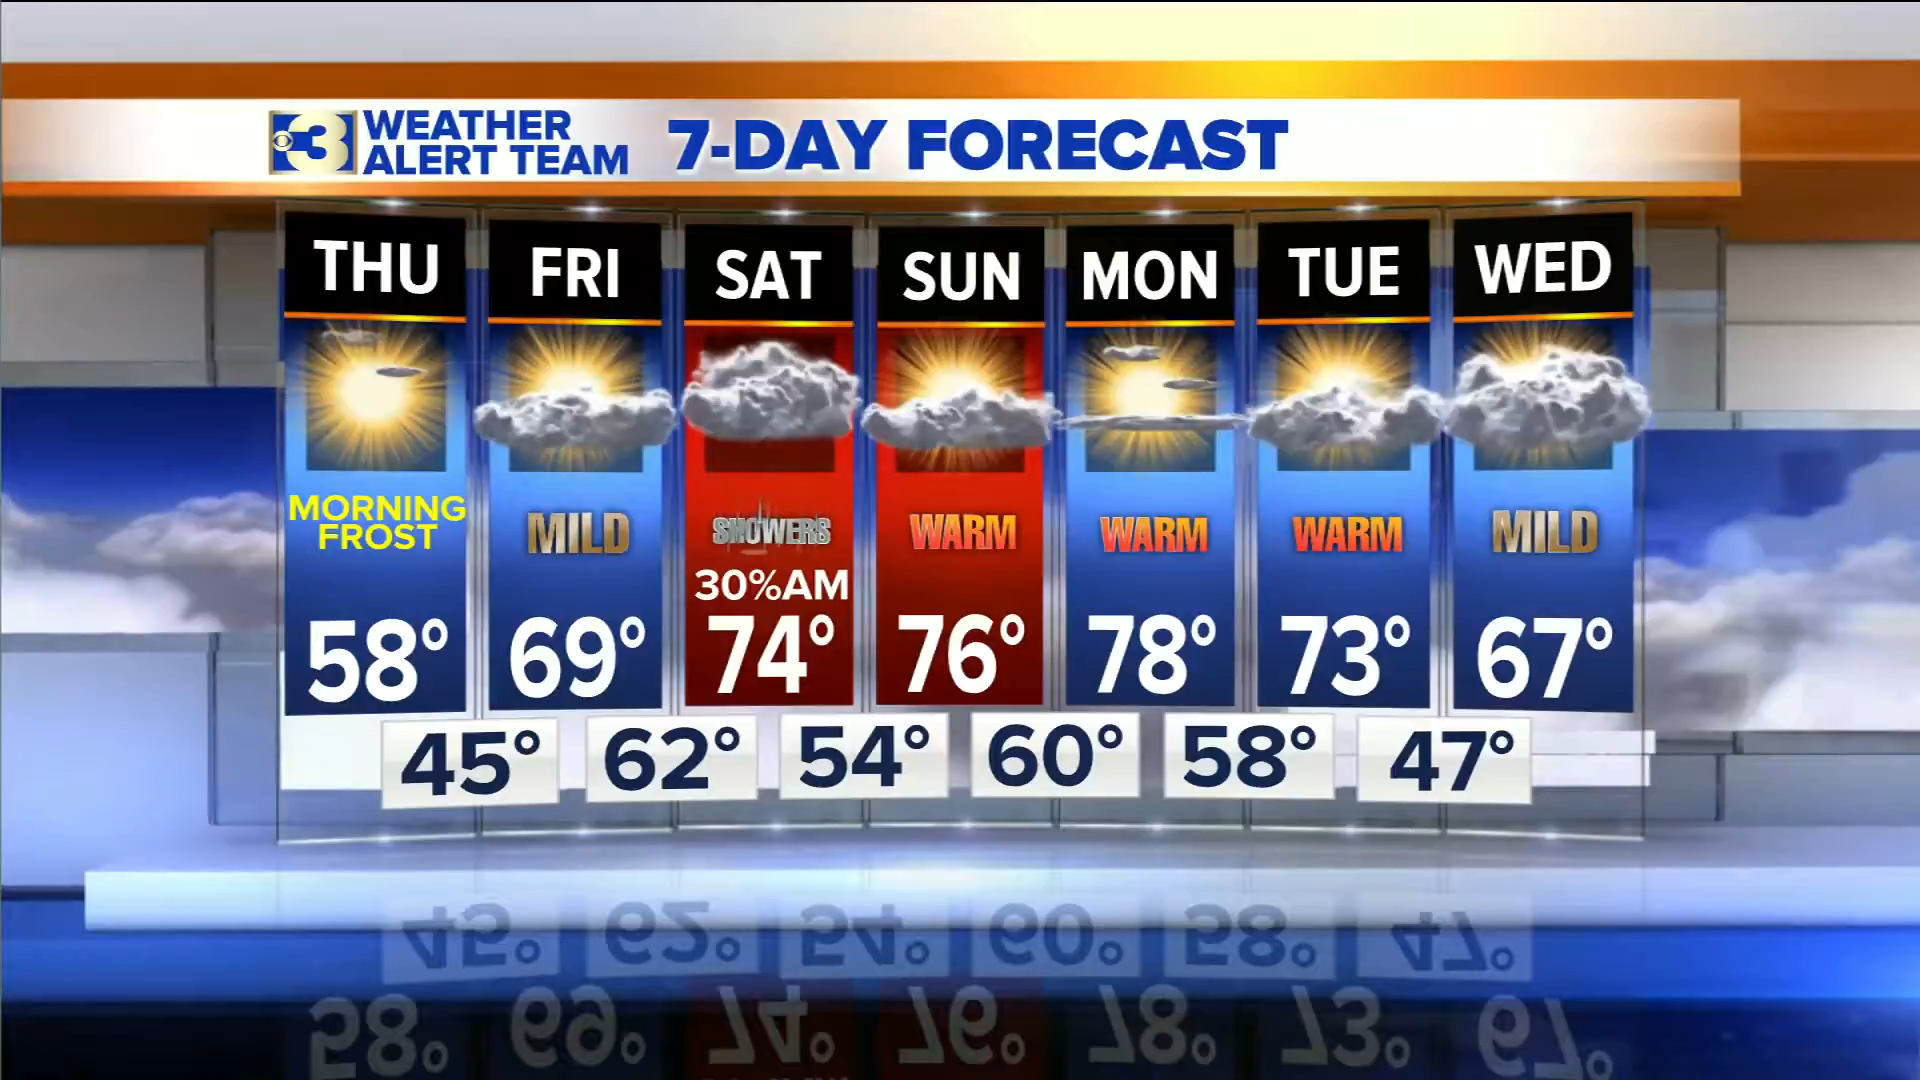 3 WEATHER
ALERT TEAM
7-DAY FORECAST
THU FRI SAT SUN MON TUE WED
MORNING
FROST
MILD SHOWERS WARM WARM WARM MILD
30%AM
58° 69° 74° 76° 78° 73° 67°
45° 62° 54° 60° 58° 47°